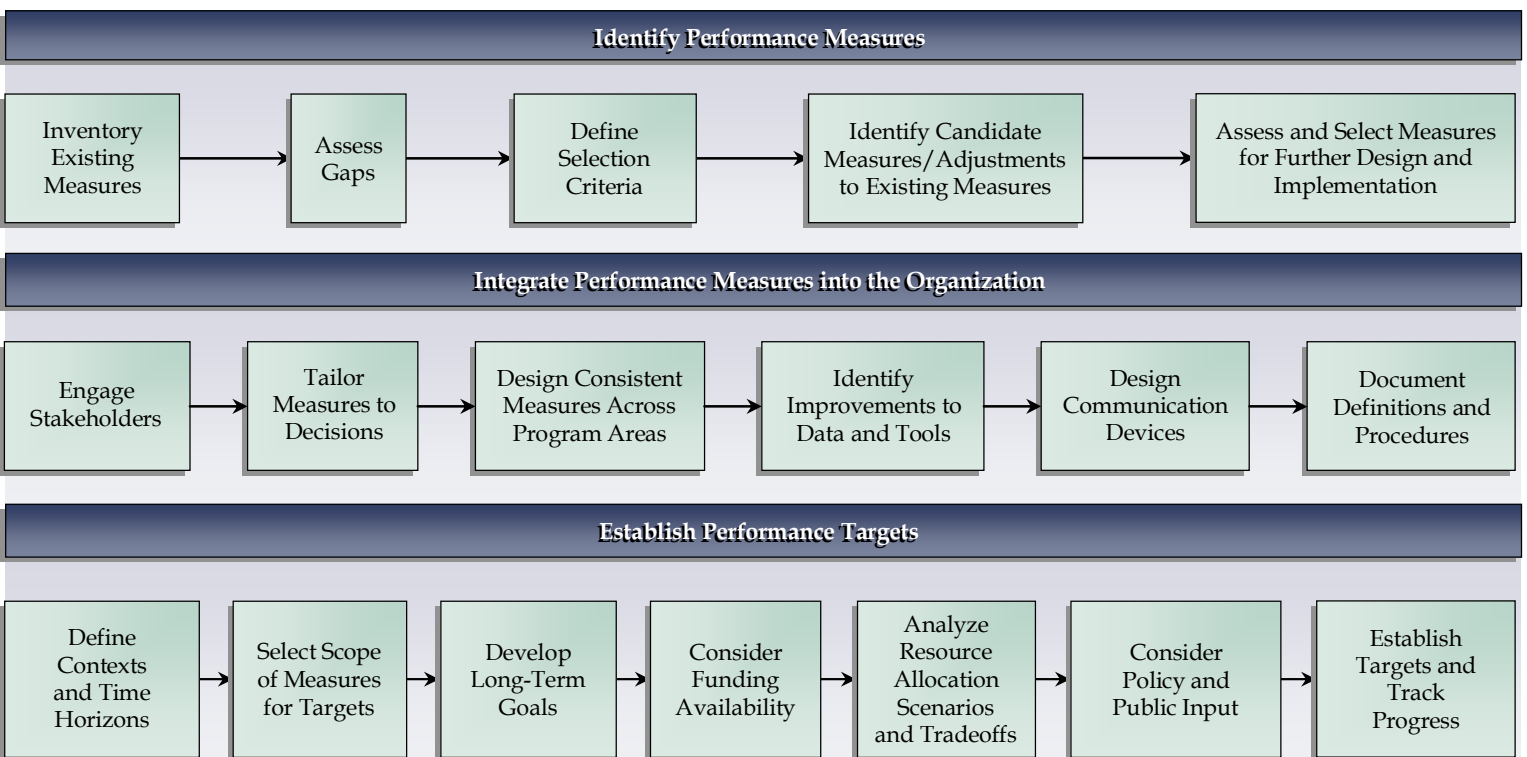 Identify Performance Measures
Inventory
Existing
Measures
Assess
Gaps
Define
Selection
Criteria
Identify Candidate
Measures/Adjustments
to Existing Measures
Assess and Select Measures
for Further Design and
Implementation
Integrate Performance Measures into the Organization
Engage
Stakeholders
Tailor
Measures to
Decisions
Design Consistent
Measures Across
Program Areas
Identify
Improvements to
Data and Tools
Design
Communication
Devices
Document
Definitions and
Procedures
Establish Performance Targets
Define
Contexts
and Time
Horizons
Select Scope
of Measures
for Targets
Develop
Long-Term
Goals
Consider
Funding
Availability
Analyze
Resource
Allocation
Scenarios
and Tradeoffs
Consider
Policy and
Public Input
Establish
Targets and
Track
Progress